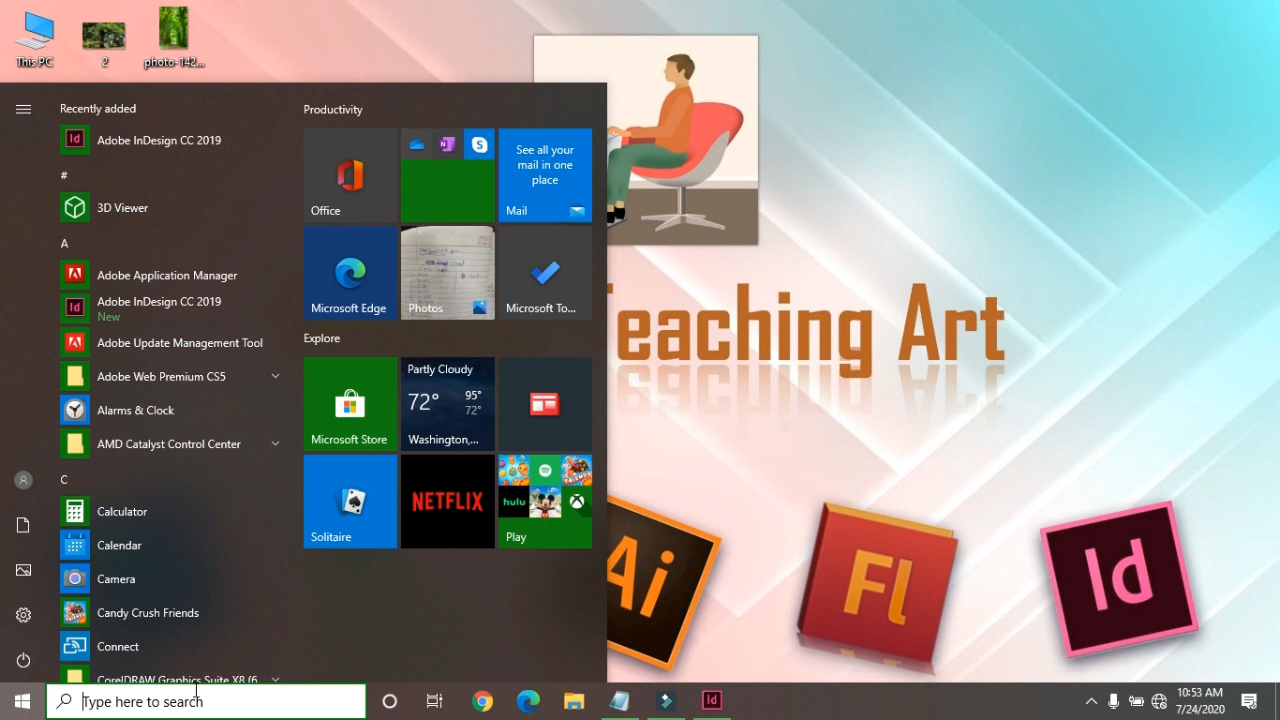 This PC
2
photo-142...
Recently added
Id
Adobe InDesign CC 2019
#
3D Viewer
A
Adobe Application Manager
Id
Adobe InDesign CC 2019
New
Adobe Update Management Tool
Adobe Web Premium CS5
Alarms & Clock
AMD Catalyst Control Center
C
Calculator
Calendar
Camera
Candy Crush Friends
Connect
CorelDRAW Graphics Suite X8 (6
Productivity
N
S
See all your
mail in one
place
Office
Mail
Microsoft Edge
Photos
Microsoft To...
Explore
Microsoft Store
Partly Cloudy
72°
95°
72°
Washington,...
Solitaire
NETFLIX
hulu
Play
eaching Art
Ai
Fl
Id
Type here to search
Id
10:53 AM
7/24/2020